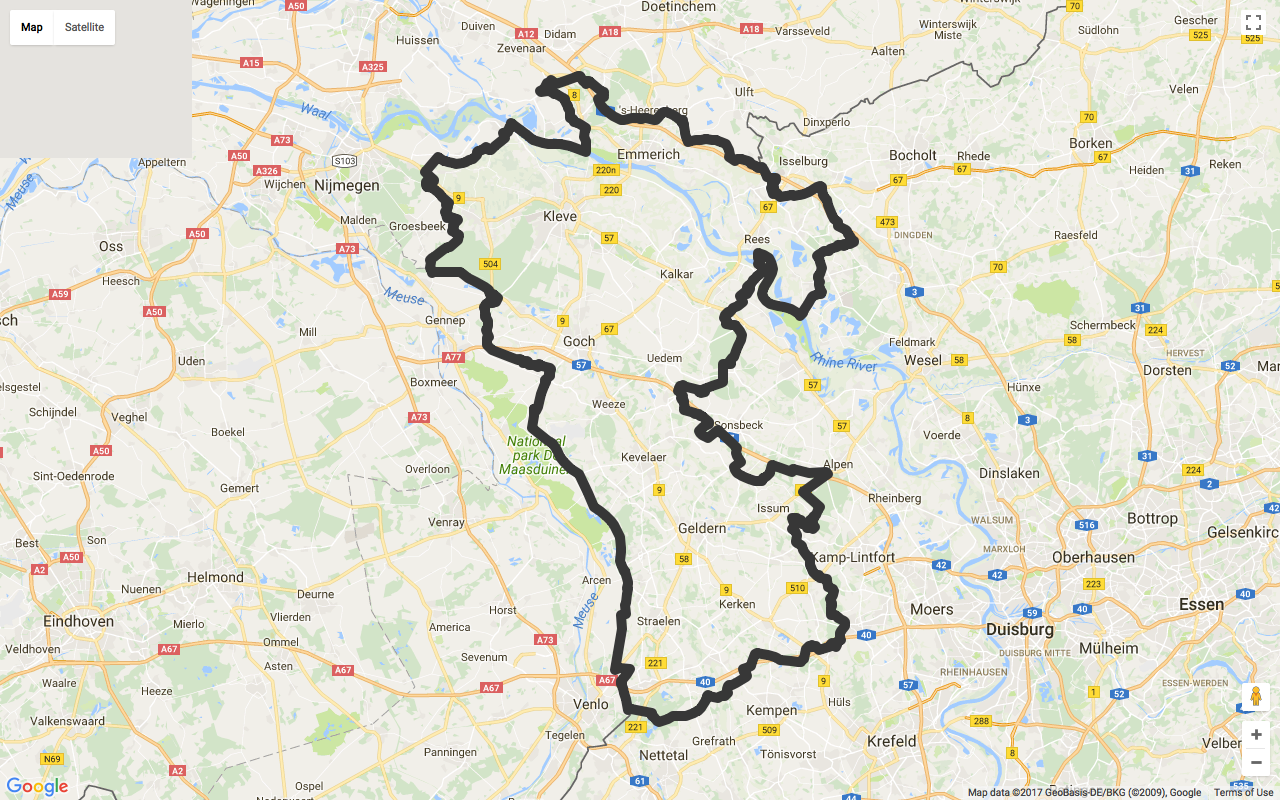 Map
Satellite
Wageningen
A50
Duiven
A12
Didam
A18
Doetinchem
A18
Varsseveld
Winterswijk
Winterswijk
Miste
70
Südlohn
Gescher
525
525
Huissen
Zevenaar
Aalten
A15
A325
Velen
Waal
8
's-Heerenberg
Ulft
Dinxperlo
70
Borken
67
Reken
A73
S103
A50
A326
Appeltern
Wijchen
Nijmegen
Emmerich
Isselburg
Bocholt
Rhede
67
67
Heiden
31
Meuse
220n
220
9
67
Malden
Groesbeek
Kleve
473
DINGDEN
Raesfeld
A50
Oss
A73
57
Rees
70
504
Kalkar
Heesch
A59
A50
Meuse
3
31
Gennep
9
67
Schermbeck
224
Mill
Goch
Feldmark
58
HERVEST
Uden
A77
57
Uedem
Rhine River
Wesel
58
Dorsten
52
Boxmeer
57
Hünxe
Schijndel
Veghel
A73
Weeze
8
3
Boekel
Sonsbeck
57
Voerde
Nationaal
park De
Maasduinen
A50
Kevelaer
31
Overloon
Alpen
Dinslaken
224
Sint-Oedenrode
Gemert
9
2
Rheinberg
Issum
Venray
Geldern
WALSUM
516
Bottrop
42
Best
Son
MARXLOH
Gelsenkirc
A50
58
Kamp-Lintfort
Oberhausen
A2
42
42
Helmond
Arcen
223
Nuenen
Deurne
9
510
40
Horst
Kerken
Moers
59
40
Essen
Eindhoven
Mierlo
Vlierden
America
Meuse
Straelen
Duisburg
Veldhoven
Ommel
A73
40
Mülheim
A67
Sevenum
221
DUISBURG MITTE
Asten
A67
RHEINHAUSEN
Waalre
Heeze
A67
A67
40
9
57
ESSEN-WERDEN
1
52
Valkenswaard
Venlo
Kempen
Hüls
288
221
Tegelen
509
Krefeld
Grefrath
Panningen
Nettetal
Tönisvorst
8
Velber
N69
A2
61
Ospel
44
Google
Map data ©2017 GeoBasis-DE/BKG (©2009), Google
Terms of Use